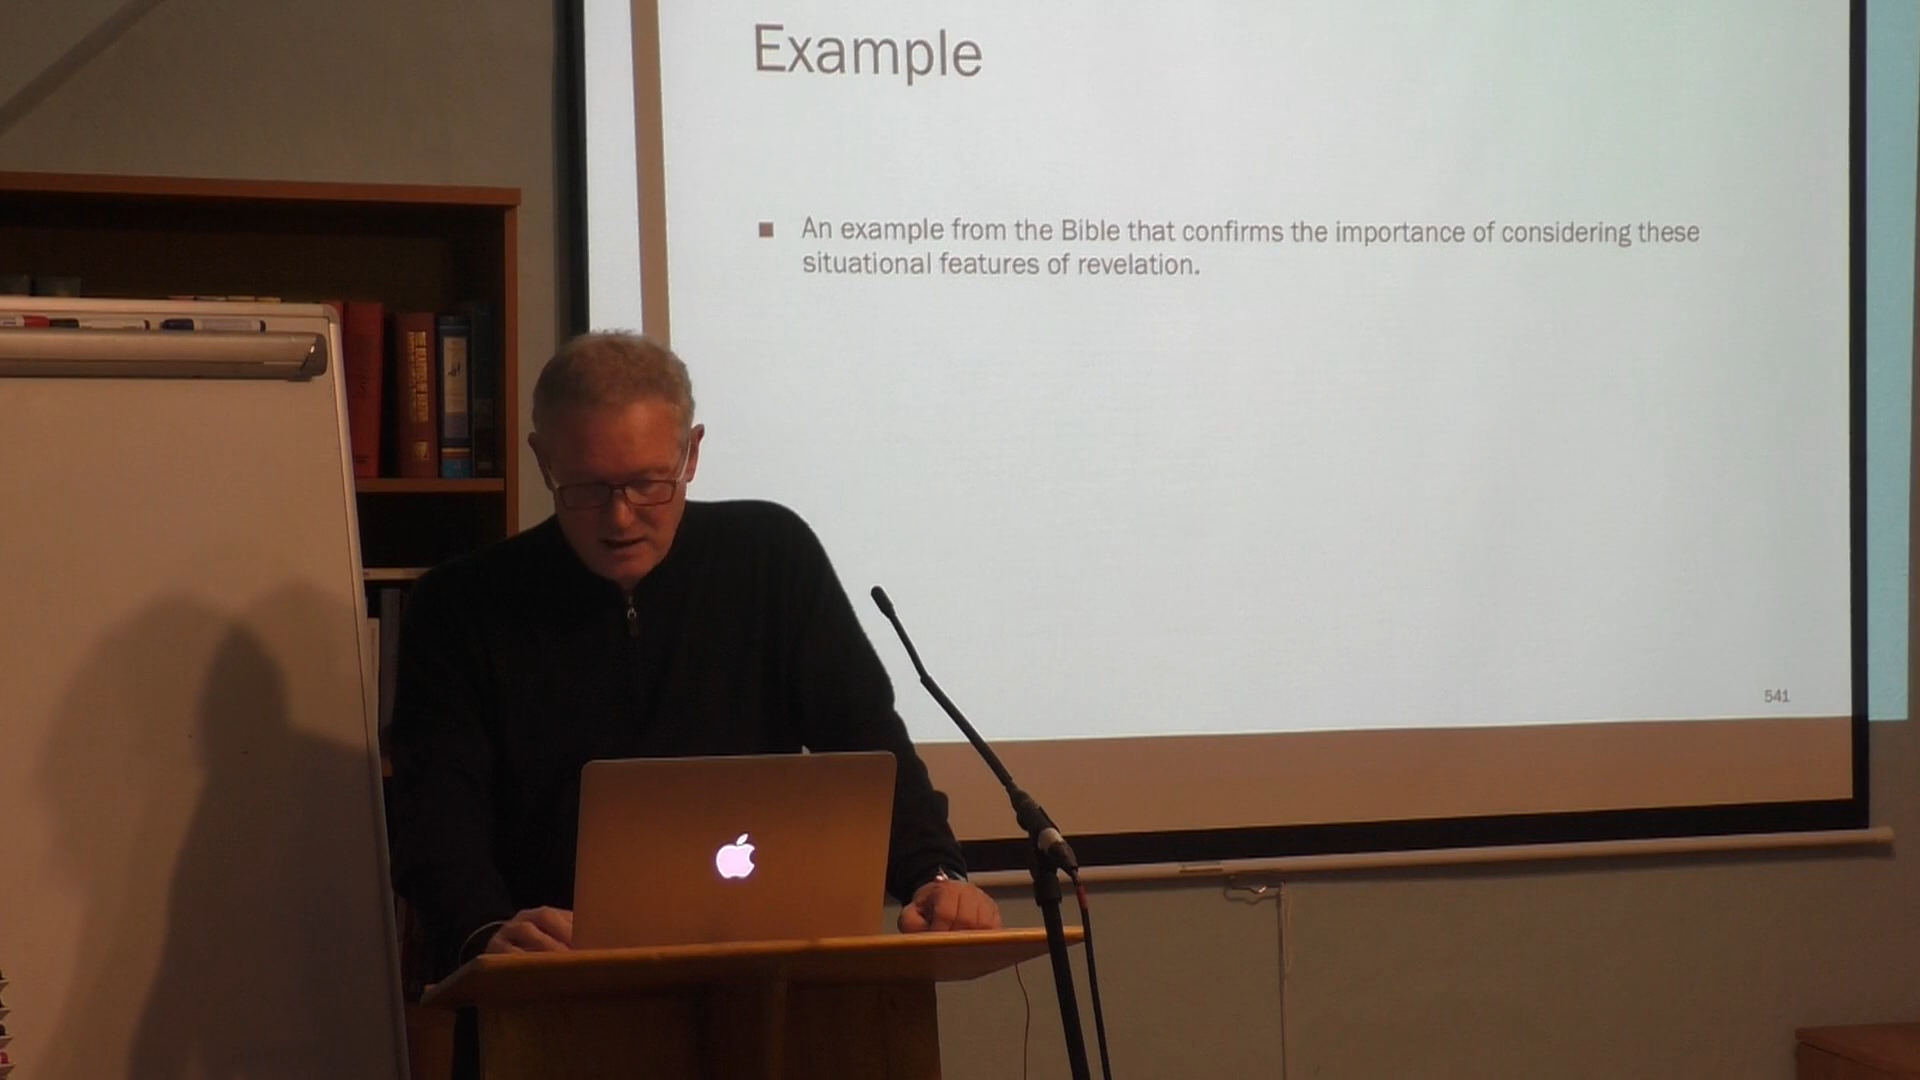 Example
■ An example from the Bible that confirms the importance of considering these
situational features of revelation.
541